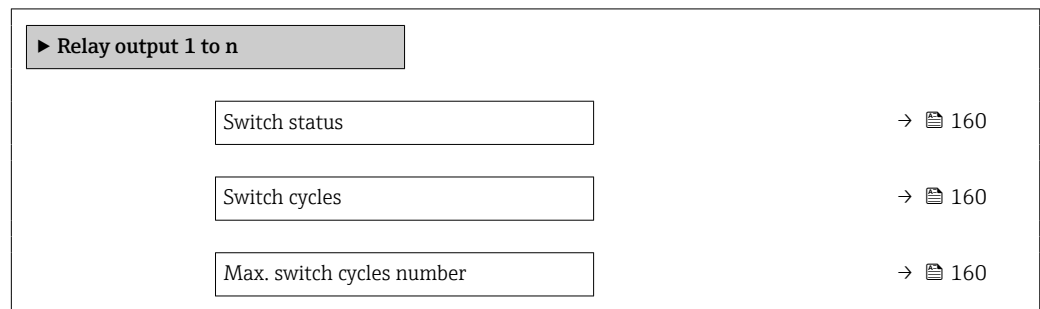 ▶ Relay output 1 to n
Switch status → 160
Switch cycles → 160
Max. switch cycles number → 160